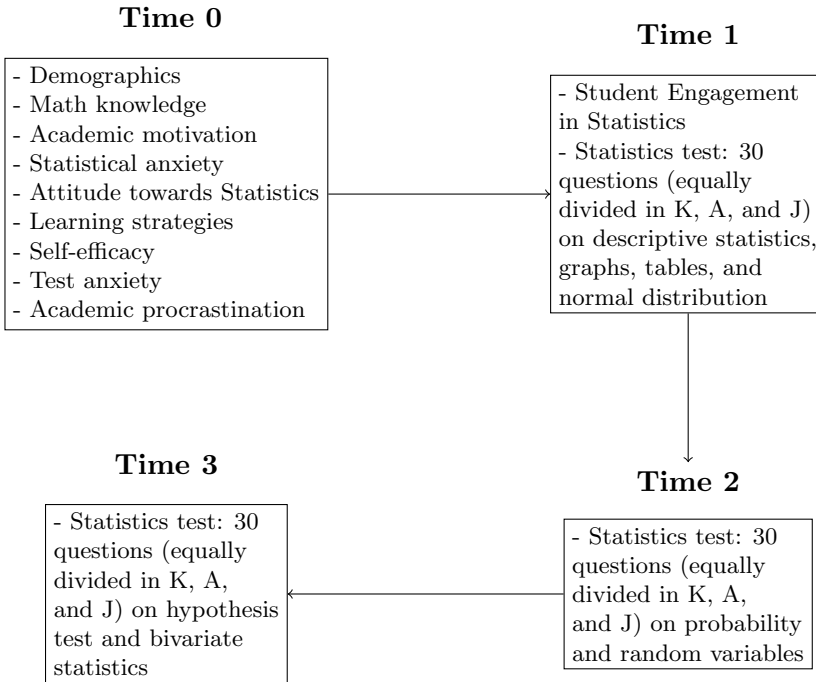 Time 0
- Demographics
- Math knowledge
- Academic motivation
- Statistical anxiety
- Attitude towards Statistics
- Learning strategies
- Self-efficacy
- Test anxiety
- Academic procrastination
Time 1
- Student Engagement
in Statistics
- Statistics test: 30
questions (equally
divided in K, A, and J)
on descriptive statistics,
graphs, tables, and
normal distribution
Time 2
- Statistics test: 30
questions (equally
divided in K, A,
and J) on probability
and random variables
Time 3
- Statistics test: 30
questions (equally
divided in K, A,
and J) on hypothesis
test and bivariate
statistics